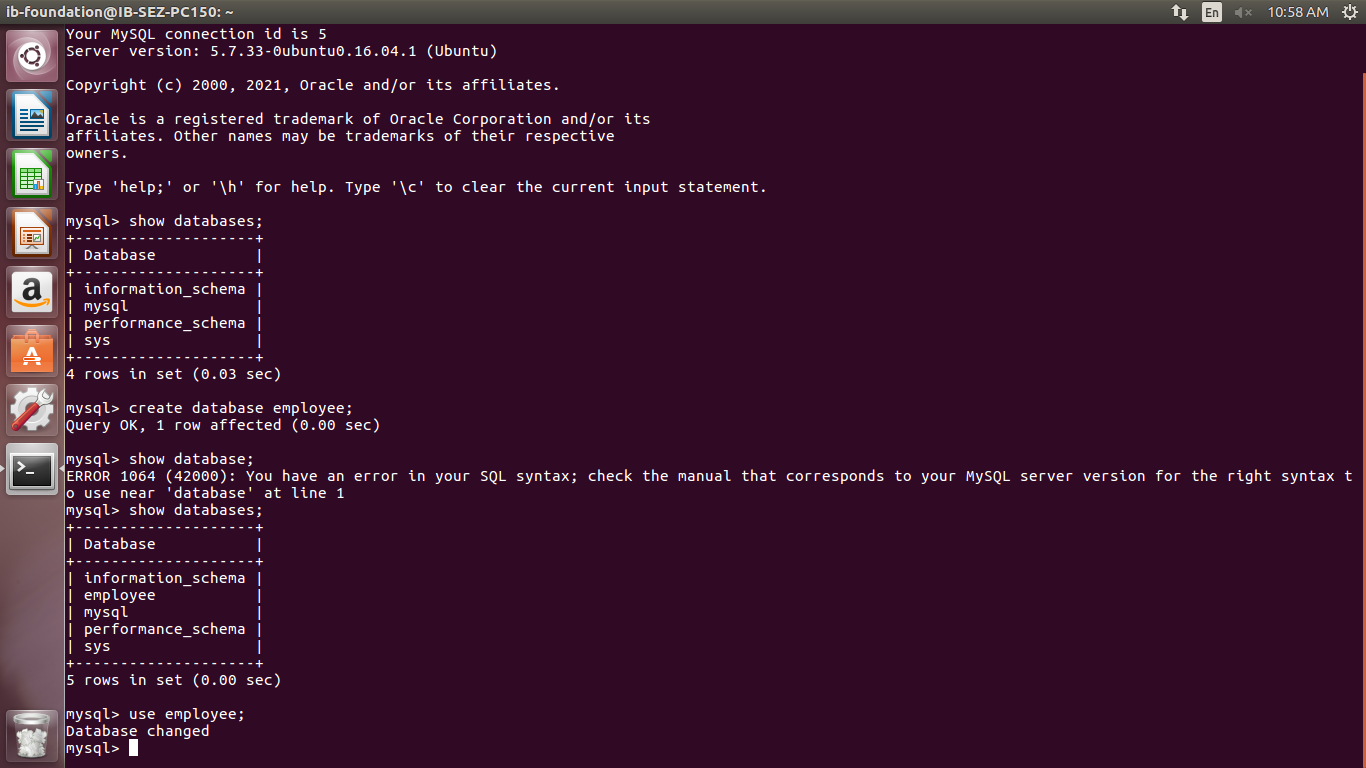 ib-foundation@IB-SEZ-PC150: ~
En
10:58 AM
Your MySQL connection id is 5
Server version: 5.7.33-0ubuntu0.16.04.1 (Ubuntu)
Copyright (c) 2000, 2021, Oracle and/or its affiliates.
Oracle is a registered trademark of Oracle Corporation and/or its
affiliates. Other names may be trademarks of their respective
owners.
Type 'help;' or '\h' for help. Type '\c' to clear the current input statement.
mysql> show databases;
+--------------------+
| Database           |
+--------------------+
| information_schema |
| mysql              |
| performance_schema |
| sys                |
+--------------------+
4 rows in set (0.03 sec)
mysql> create database employee;
Query OK, 1 row affected (0.00 sec)
mysql> show database;
ERROR 1064 (42000): You have an error in your SQL syntax; check the manual that corresponds to your MySQL server version for the right syntax t
o use near 'database' at line 1
mysql> show databases;
+--------------------+
| Database           |
+--------------------+
| information_schema |
| employee           |
| mysql              |
| performance_schema |
| sys                |
+--------------------+
5 rows in set (0.00 sec)
mysql> use employee;
Database changed
mysql>